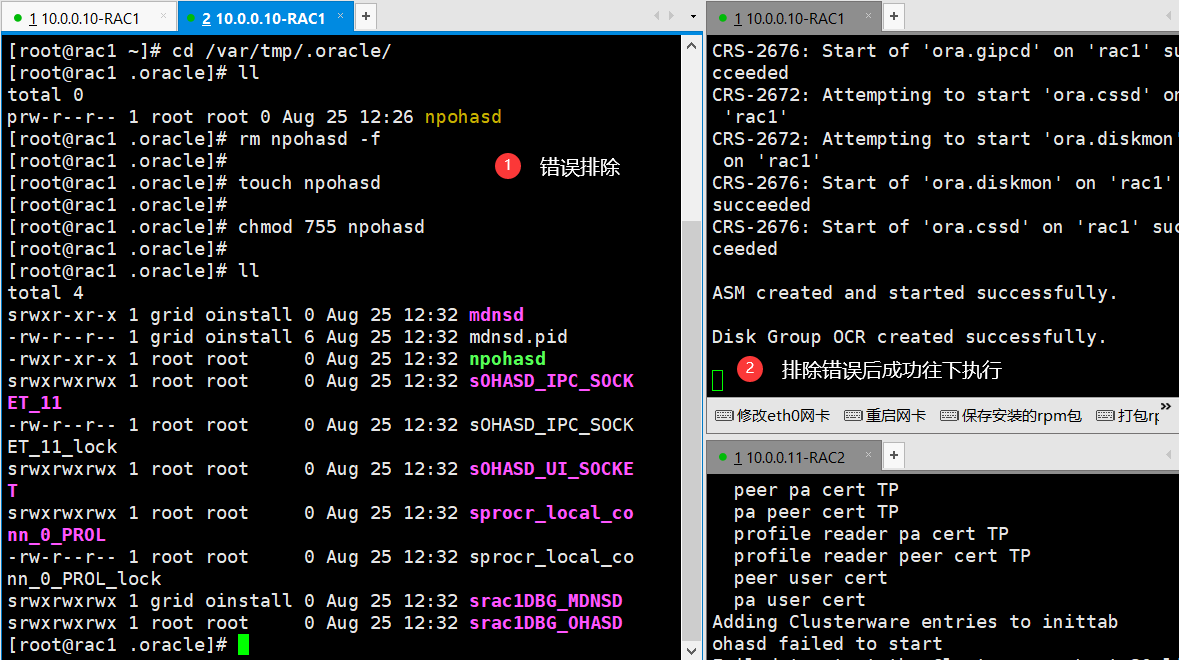 1 10.0.0.10-RAC1 ×
2 10.0.0.10-RAC1 ×
+
[root@rac1 ~]# cd /var/tmp/.oracle/
[root@rac1 .oracle]# ll
total 0
prw-r--r-- 1 root root 0 Aug 25 12:26 npohasd
[root@rac1 .oracle]# rm npohasd -f
[root@rac1 .oracle]#
1 错误排除
[root@rac1 .oracle]# touch npohasd
[root@rac1 .oracle]#
[root@rac1 .oracle]# chmod 755 npohasd
[root@rac1 .oracle]#
[root@rac1 .oracle]# ll
total 4
srwxr-xr-x 1 grid oinstall 0 Aug 25 12:32 mdnsd
-rw-r--r-- 1 grid oinstall 6 Aug 25 12:32 mdnsd.pid
-rwxr-xr-x 1 root root     0 Aug 25 12:32 npohasd
srwxrwxrwx 1 root root     0 Aug 25 12:32 sOHASD_IPC_SOCK
ET_11
-rw-r--r-- 1 root root     0 Aug 25 12:32 sOHASD_IPC_SOCK
ET_11_lock
srwxrwxrwx 1 root root     0 Aug 25 12:32 sOHASD_UI_SOCKE
T
srwxrwxrwx 1 root root     0 Aug 25 12:32 sprocr_local_co
nn_0_PROL
-rw-r--r-- 1 root root     0 Aug 25 12:32 sprocr_local_co
nn_0_PROL_lock
srwxrwxrwx 1 grid oinstall 0 Aug 25 12:32 srac1DBG_MDNSD
srwxrwxrwx 1 root root     0 Aug 25 12:32 srac1DBG_OHASD
[root@rac1 .oracle]#
1 10.0.0.10-RAC1 ×
+
CRS-2676: Start of 'ora.gipcd' on 'rac1' su
cceeded
CRS-2672: Attempting to start 'ora.cssd' on
 'rac1'
CRS-2672: Attempting to start 'ora.diskmon'
 on 'rac1'
CRS-2676: Start of 'ora.diskmon' on 'rac1'
succeeded
CRS-2676: Start of 'ora.cssd' on 'rac1' suc
ceeded
ASM created and started successfully.
Disk Group OCR created successfully.
2 排除错误后成功往下执行
修改eth0网卡 重启网卡 保存安装的rpm包 打包rp »
1 10.0.0.11-RAC2 ×
+
peer pa cert TP
pa peer cert TP
profile reader pa cert TP
profile reader peer cert TP
peer user cert
pa user cert
Adding Clusterware entries to inittab
ohasd failed to start